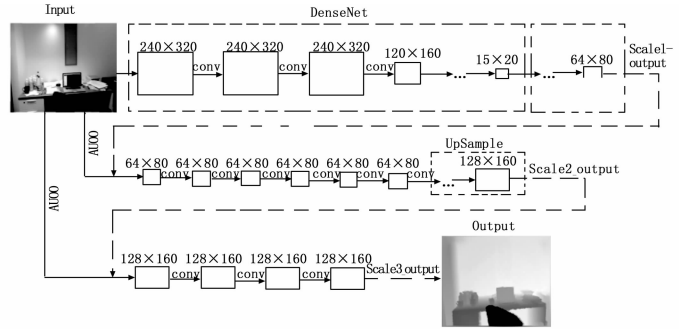 Input
DenseNet
240×320 240×320 240×320 120×160 15×20 64×80
conv conv conv conv ... ... 
Scale1-output
AUOO
AUOO
64×80 64×80 64×80 64×80 64×80 64×80
conv conv conv conv conv conv ...
UpSample
128×160
Scale2 output
128×160 128×160 128×160 128×160
conv conv conv
Scale3 output
Output